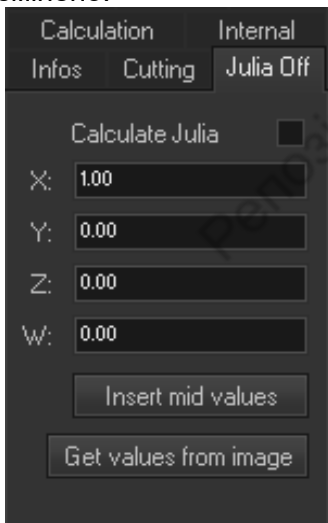 Calculation Internal
Infos Cutting Julia Off
Calculate Julia
X: 1.00
Y: 0.00
Z: 0.00
W: 0.00
Insert mid values
Get values from image